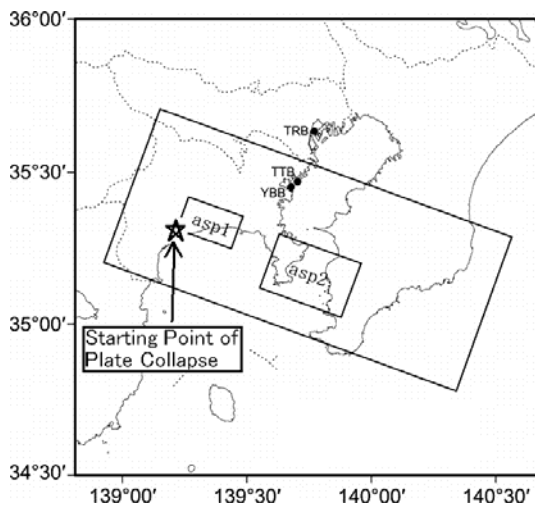 36°00′
TRB
35°30′
TTB
YBB
asp1
asp2
35°00′
Starting Point of
Plate Collapse
34°30′
139°00′ 139°30′ 140°00′ 140°30′